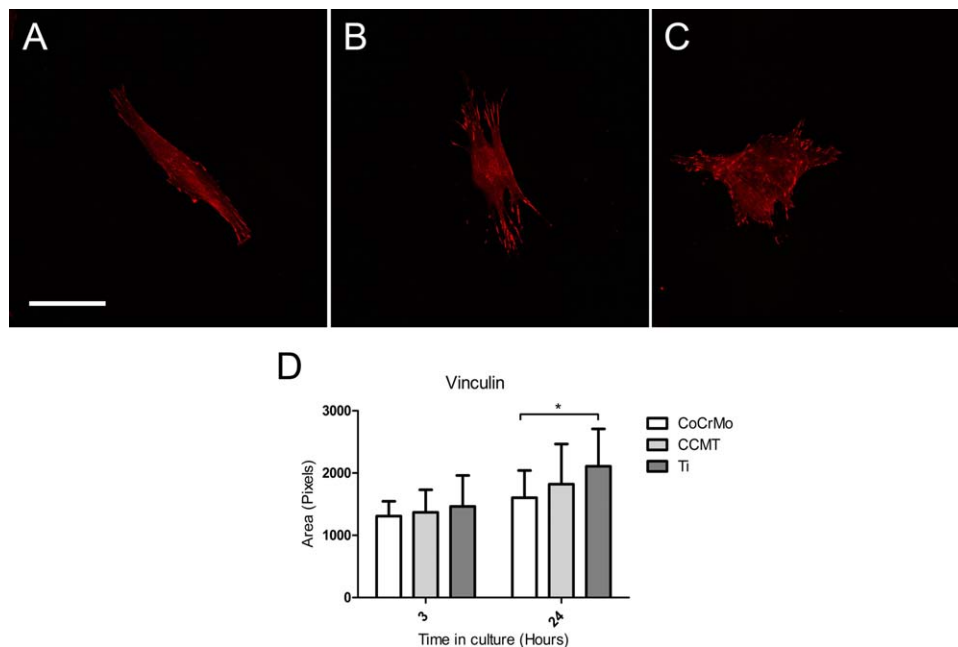 A
B
C
D
Vinculin
3000
2000
1000
0
Area (Pixels)
*
CoCrMo
CCMT
Ti
3
24
Time in culture (Hours)